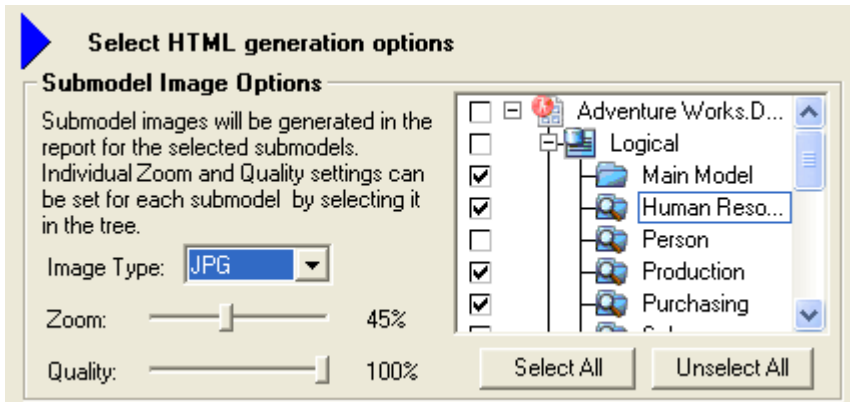 Select HTML generation options
Submodel Image Options
Submodel images will be generated in the
report for the selected submodels.
Individual Zoom and Quality settings can
be set for each submodel by selecting it
in the tree.
Image Type: JPG
Zoom: 45%
Quality: 100%
Adventure Works.D...
Logical
Main Model
Human Reso...
Person
Production
Purchasing
Select All
Unselect All